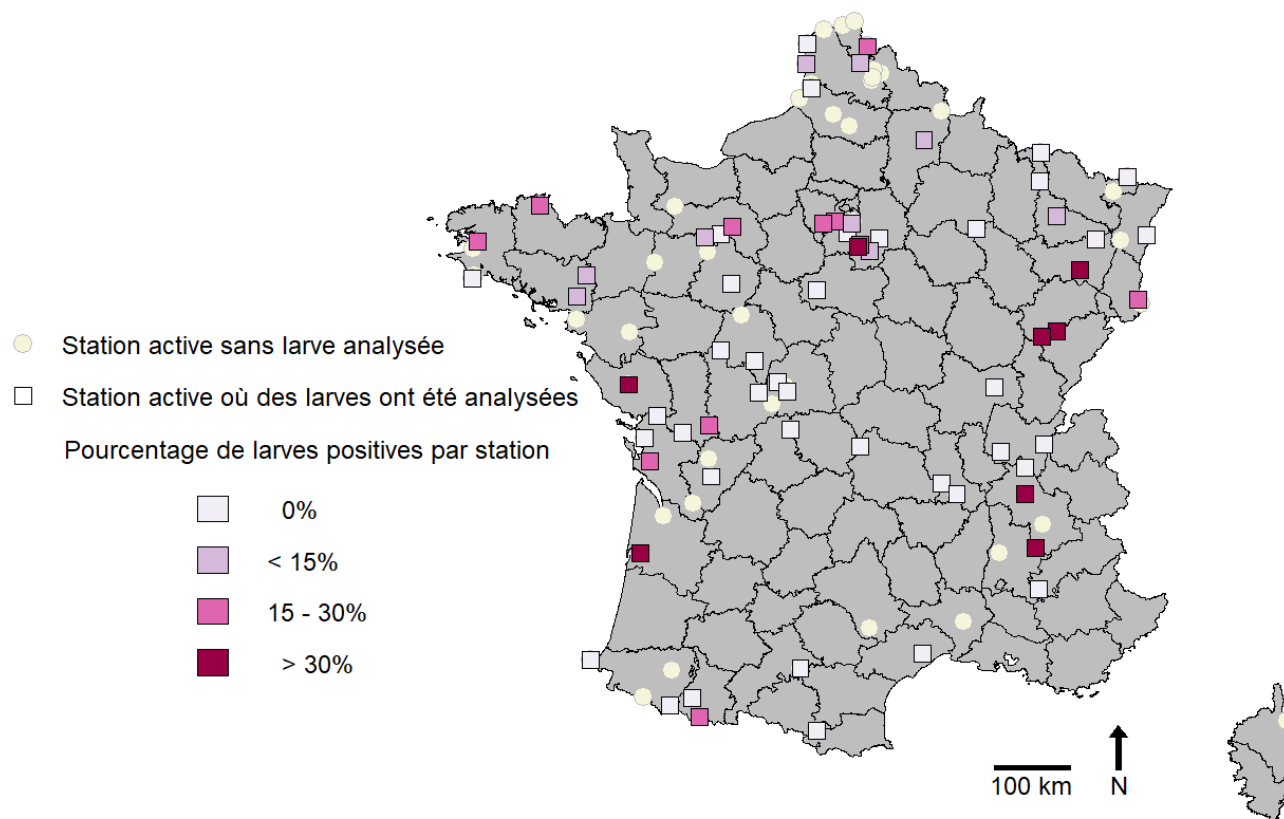 Station active sans larve analysée
Station active où des larves ont été analysées
Pourcentage de larves positives par station
0%
< 15%
15 - 30%
> 30%
100 km
N